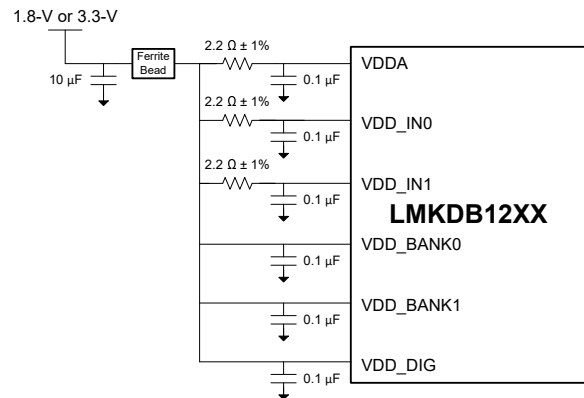 1.8-V or 3.3-V
Ferrite
Bead
10 µF
2.2 Ω ± 1%
0.1 µF
VDDA
2.2 Ω ± 1%
0.1 µF
VDD_IN0
2.2 Ω ± 1%
0.1 µF
VDD_IN1
LMKDB12XX
0.1 µF
VDD_BANK0
0.1 µF
VDD_BANK1
0.1 µF
VDD_DIG